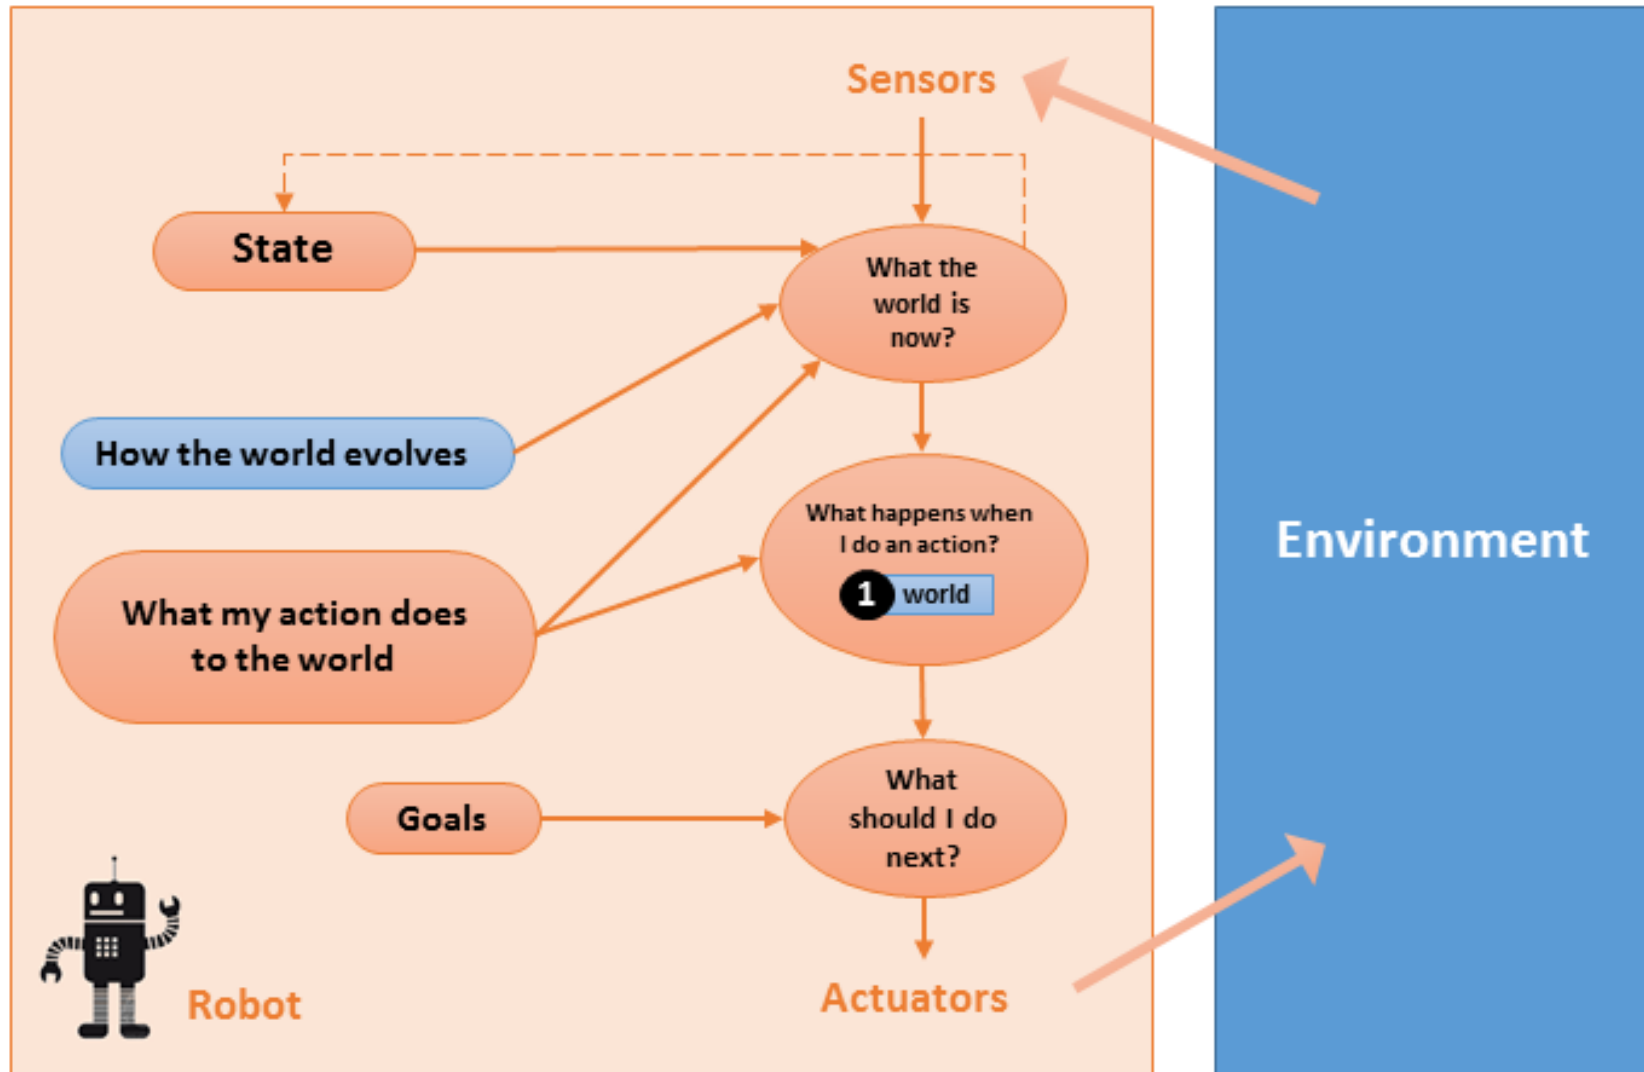 Sensors
State
What the
world is
now?
How the world evolves
What happens when
I do an action?
1 world
What my action does
to the world
Environment
What
should I do
next?
Goals
Robot
Actuators